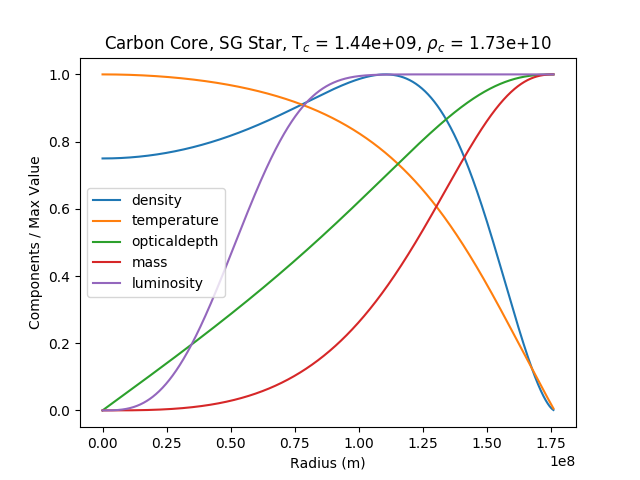 Carbon Core, SG Star, T_c = 1.44e+09, ρ_c = 1.73e+10
1.0
0.8
0.6
0.4
0.2
0.0
Components / Max Value
density
temperature
opticaldepth
mass
luminosity
0.00 0.25 0.50 0.75 1.00 1.25 1.50 1.75
1e8
Radius (m)